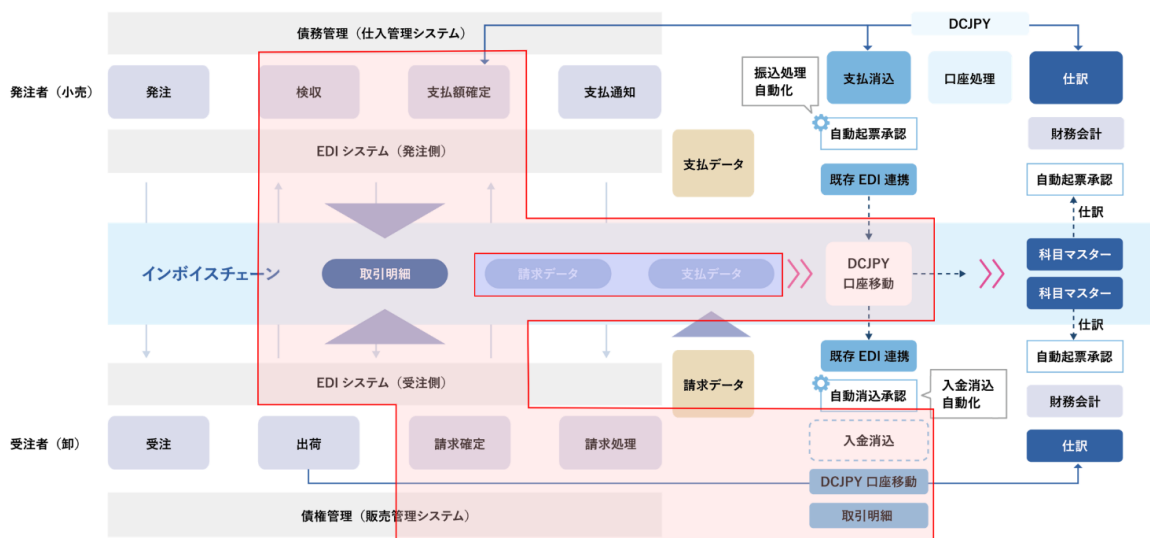 債務管理（仕入管理システム）
DCJPY
発注者（小売）
発注
検収
支払額確定
支払通知
振込処理
自動化
支払消込
口座処理
仕訳
自動起票承認
財務会計
EDI システム（発注側）
支払データ
既存 EDI 連携
自動起票承認
仕訳
インボイスチェーン
取引明細
請求データ
支払データ
DCJPY
口座移動
科目マスター
科目マスター
仕訳
既存 EDI 連携
自動起票承認
EDI システム（受注側）
請求データ
自動消込承認
入金消込
自動化
財務会計
受注者（卸）
受注
出荷
請求確定
請求処理
入金消込
仕訳
DCJPY 口座移動
債権管理（販売管理システム）
取引明細